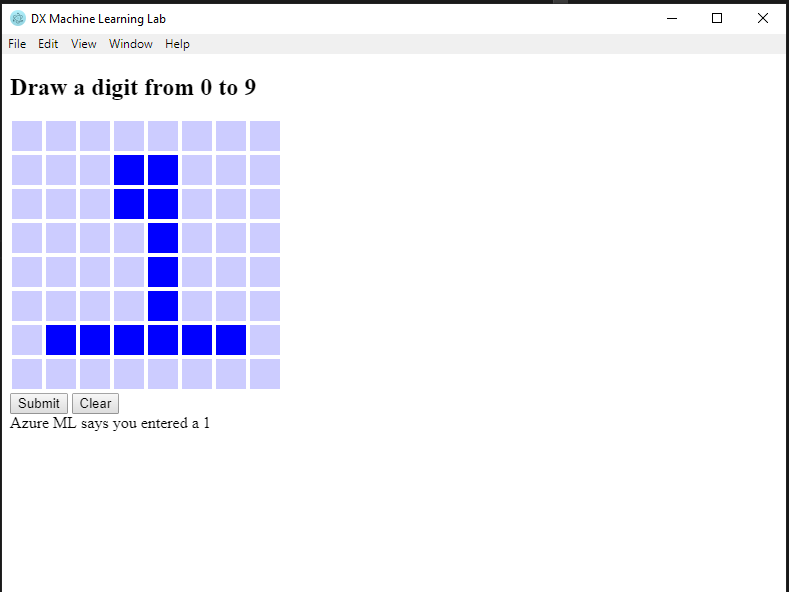 DX Machine Learning Lab
File Edit View Window Help
Draw a digit from 0 to 9
Submit Clear
Azure ML says you entered a 1